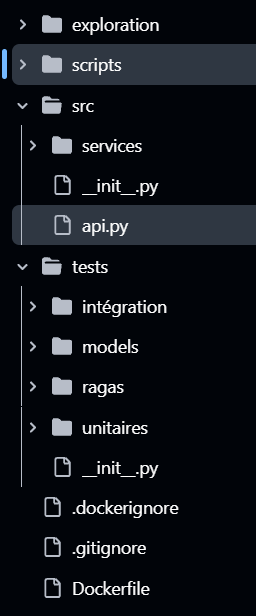 exploration
scripts
src
services
__init__.py
api.py
tests
intégration
models
ragas
unitaires
__init__.py
.dockerignore
.gitignore
Dockerfile